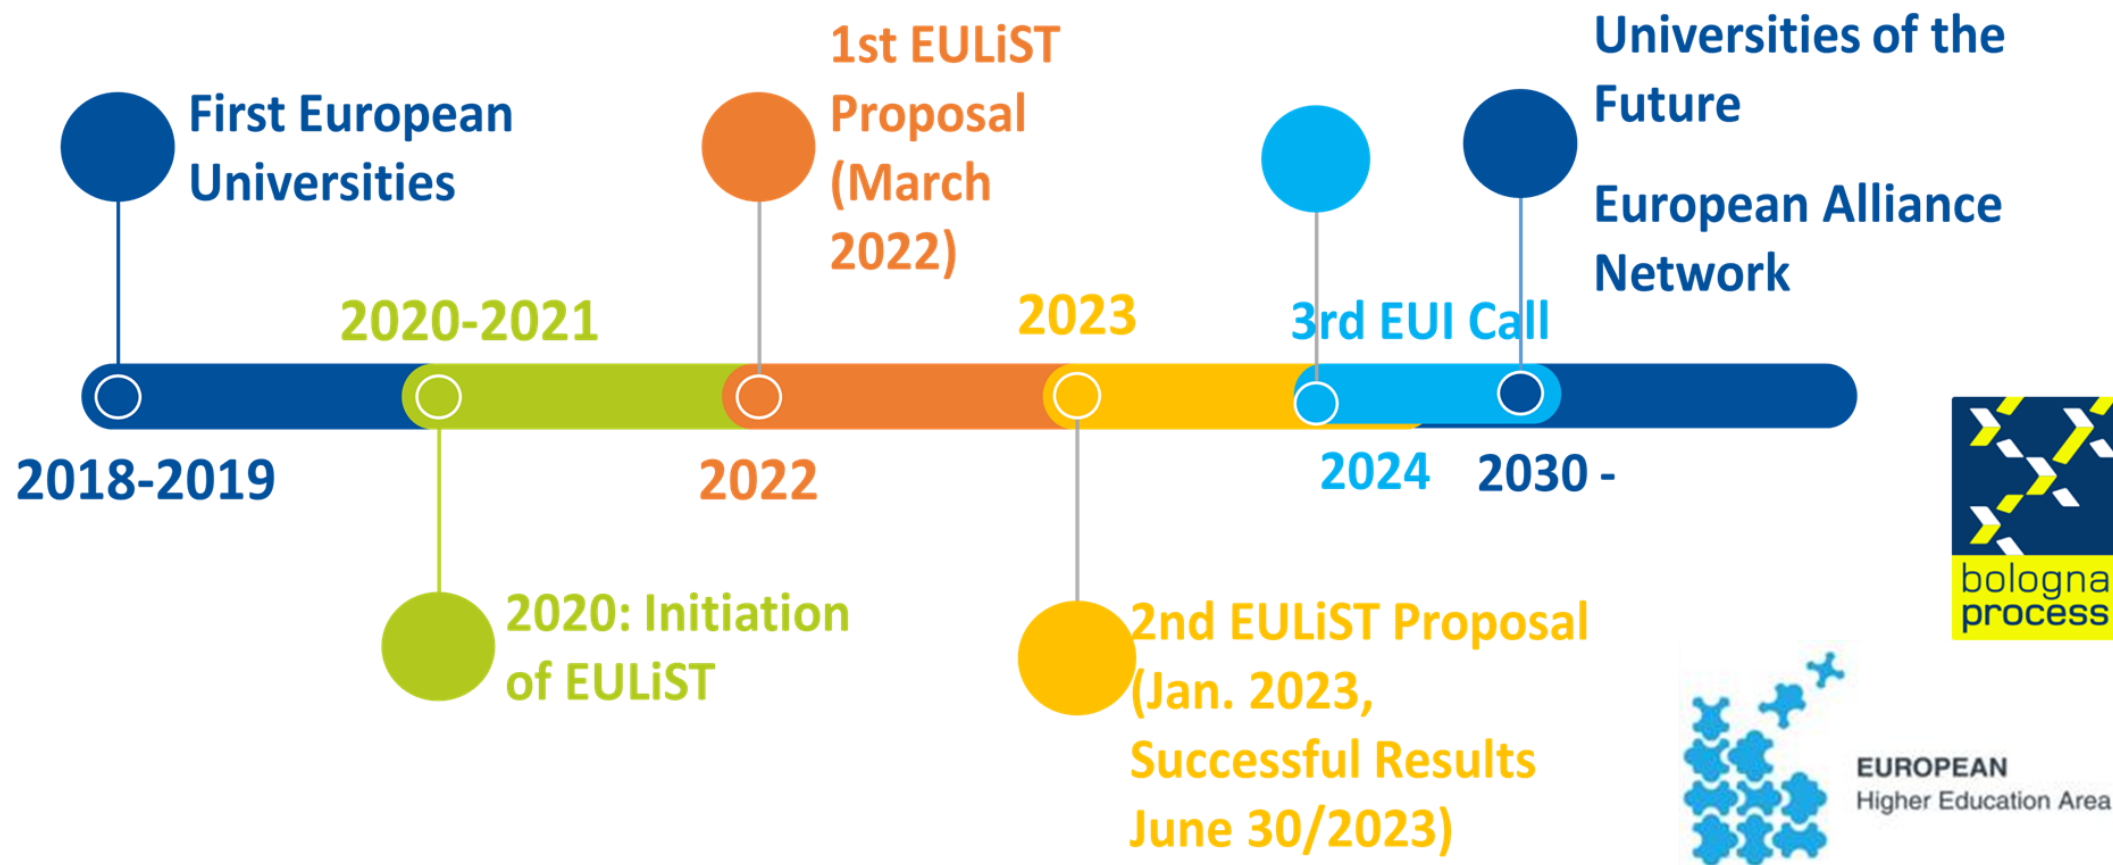 First European
Universities
2018-2019
2020-2021
2020: Initiation
of EULiST
1st EULiST
Proposal
(March
2022)
2022
2023
2nd EULiST Proposal
(Jan. 2023,
Successful Results
June 30/2023)
3rd EUI Call
2024
Universities of the
Future
European Alliance
Network
2030 -
bologna
process
EUROPEAN
Higher Education Area